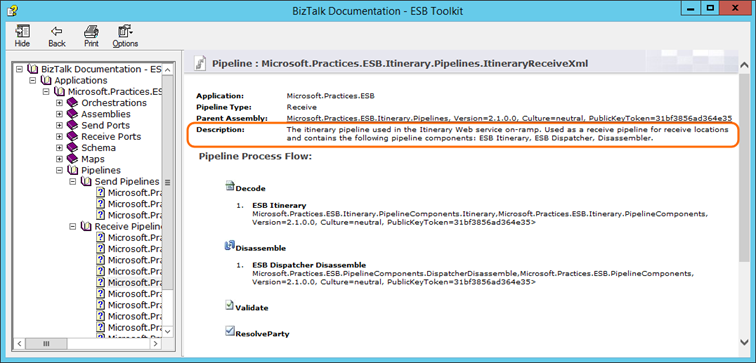 BizTalk Documentation - ESB Toolkit
Hide
Back
Print
Options
BizTalk Documentation - ES
Applications
Microsoft.Practices.ES
Orchestrations
Assemblies
Send Ports
Receive Ports
Schema
Maps
Pipelines
Send Pipelines
Microsoft.Pra
Microsoft.Pra
Microsoft.Pra
Receive Pipeline
Microsoft.Pra
Microsoft.Pra
Microsoft.Pra
Microsoft.Pra
Microsoft.Pra
Microsoft.Pra
Microsoft.Pra
Microsoft.Pra
Pipeline : Microsoft.Practices.ESB.Itinerary.Pipelines.ItineraryReceiveXml
Application: Microsoft.Practices.ESB
Pipeline Type: Receive
Parent Assembly: Microsoft.Practices.ESB.Itinerary.Pipelines, Version=2.1.0.0, Culture=neutral, PublicKeyToken=31bf3856ad364e35
Description: The itinerary pipeline used in the Itinerary Web service on-ramp. Used as a receive pipeline for receive locations
and contains the following pipeline components: ESB Itinerary, ESB Dispatcher, Disassembler.
Pipeline Process Flow:
Decode
1. ESB Itinerary
Microsoft.Practices.ESB.Itinerary.PipelineComponents.Itinerary,Microsoft.Practices.ESB.Itinerary.PipelineComponents,
Version=2.1.0.0, Culture=neutral, PublicKeyToken=31bf3856ad364e35>
Disassemble
1. ESB Dispatcher Disassemble
Microsoft.Practices.ESB.PipelineComponents.DispatcherDisassemble,Microsoft.Practices.ESB.PipelineComponents,
Version=2.1.0.0, Culture=neutral, PublicKeyToken=31bf3856ad364e35>
Validate
ResolveParty